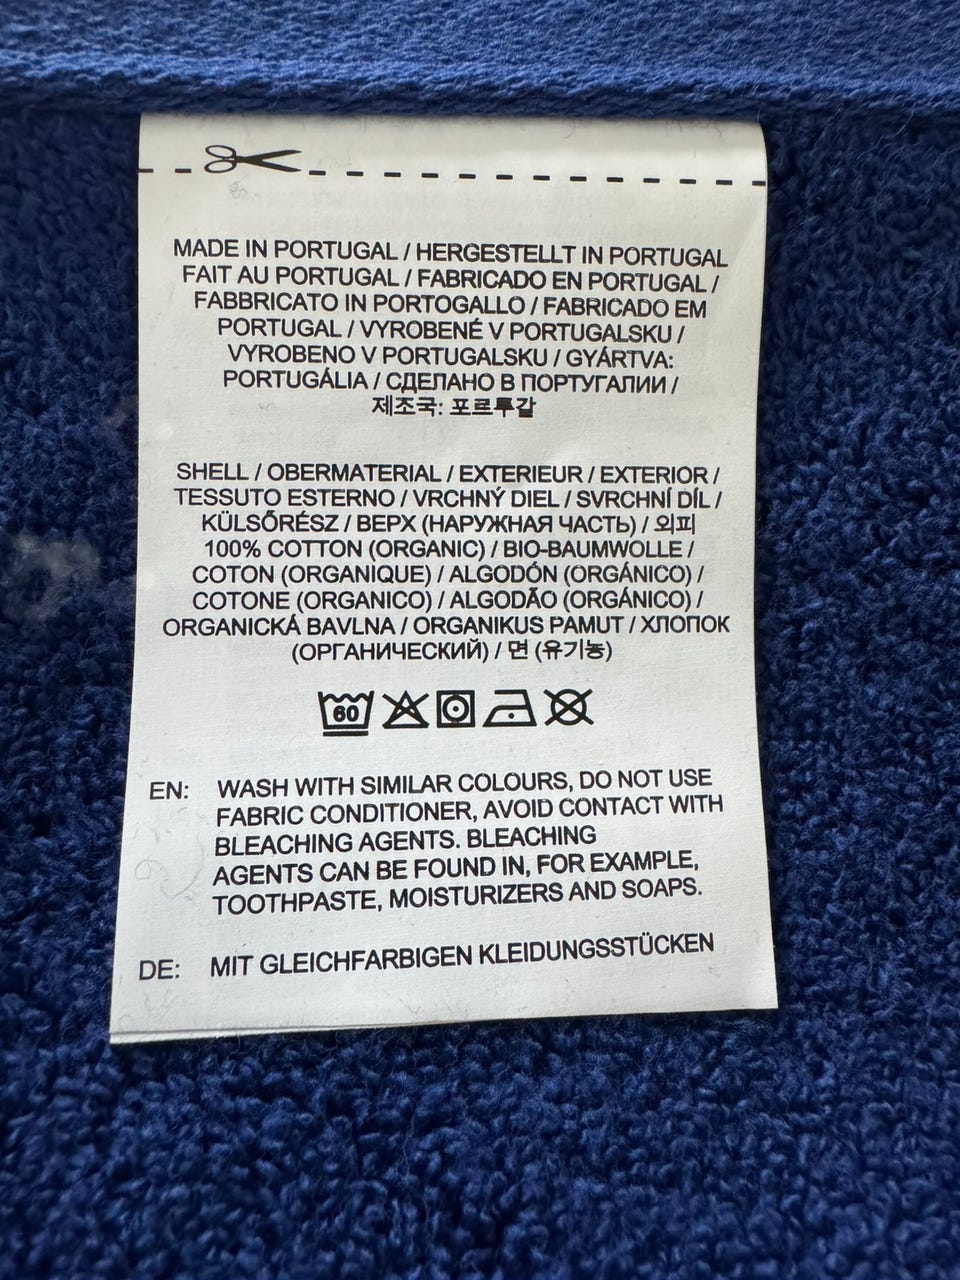 MADE IN PORTUGAL / HERGESTELLT IN PORTUGAL
FAIT AU PORTUGAL / FABRICADO EN PORTUGAL /
FABBRICATO IN PORTOGALLO / FABRICADO EM
PORTUGAL / VYROBENÉ V PORTUGALSKU /
VYROBENO V PORTUGALSKU / GYÁRTVA:
PORTUGÁLIA / СДЕЛАНО В ПОРТУГАЛИИ /
제조국: 포르투갈
SHELL / OBERMATERIAL / EXTERIEUR / EXTERIOR /
TESSUTO ESTERNO / VRCHNÝ DIEL / SVRCHNÍ DÍL /
KÜLSŐRÉSZ / ВЕРХ (НАРУЖНАЯ ЧАСТЬ) / 외피
100% COTTON (ORGANIC) / BIO-BAUMWOLLE /
COTON (ORGANIQUE) / ALGODÓN (ORGÁNICO) /
COTONE (ORGANICO) / ALGODÃO (ORGÁNICO) /
ORGANICKÁ BAVLNA / ORGANIKUS PAMUT / ХЛОПОК
(ОРГАНИЧЕСКИЙ) / 면 (유기농)
60
EN: WASH WITH SIMILAR COLOURS, DO NOT USE
FABRIC CONDITIONER, AVOID CONTACT WITH
BLEACHING AGENTS. BLEACHING
AGENTS CAN BE FOUND IN, FOR EXAMPLE,
TOOTHPASTE, MOISTURIZERS AND SOAPS.
DE: MIT GLEICHFARBIGEN KLEIDUNGSSTÜCKEN